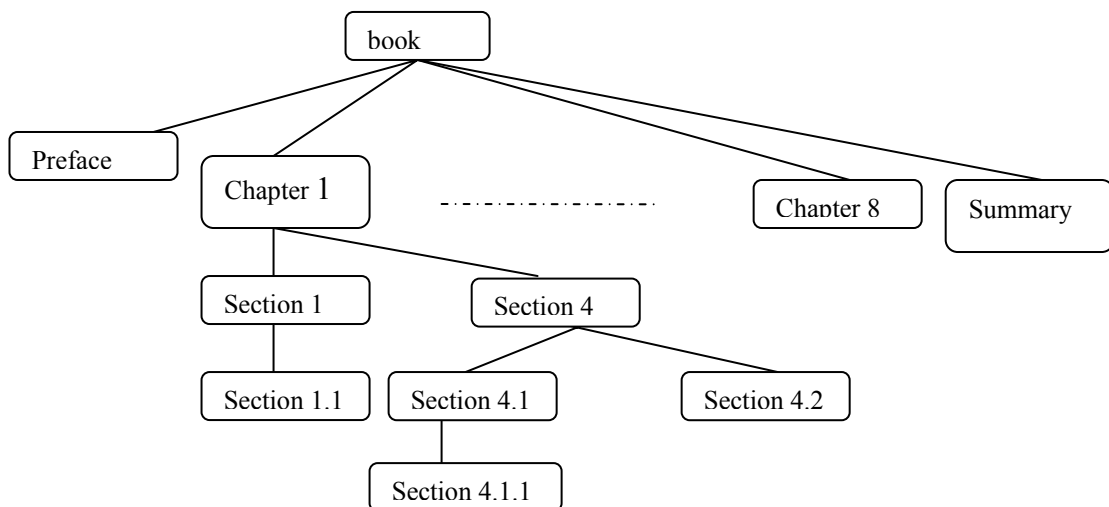 book
Preface
Chapter 1
Chapter 8
Summary
Section 1
Section 4
Section 1.1
Section 4.1
Section 4.2
Section 4.1.1